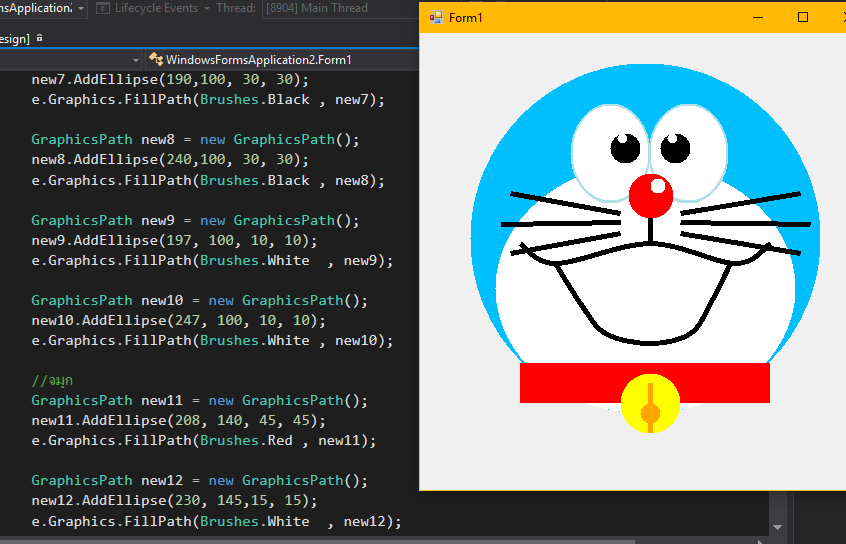 nsApplication2
Lifecycle Events
Thread:
[8904] Main Thread
esign]
WindowsFormsApplication2.Form1
Form1
new7.AddEllipse(190,100, 30, 30);
e.Graphics.FillPath(Brushes.Black , new7);
GraphicsPath new8 = new GraphicsPath();
new8.AddEllipse(240,100, 30, 30);
e.Graphics.FillPath(Brushes.Black , new8);
GraphicsPath new9 = new GraphicsPath();
new9.AddEllipse(197, 100, 10, 10);
e.Graphics.FillPath(Brushes.White  , new9);
GraphicsPath new10 = new GraphicsPath();
new10.AddEllipse(247, 100, 10, 10);
e.Graphics.FillPath(Brushes.White , new10);
//จมูก
GraphicsPath new11 = new GraphicsPath();
new11.AddEllipse(208, 140, 45, 45);
e.Graphics.FillPath(Brushes.Red , new11);
GraphicsPath new12 = new GraphicsPath();
new12.AddEllipse(230, 145,15, 15);
e.Graphics.FillPath(Brushes.White  , new12);